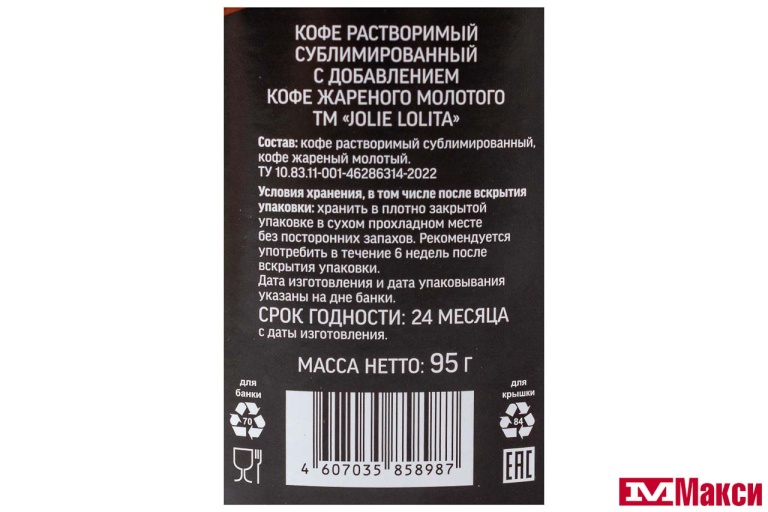 КОФЕ РАСТВОРИМЫЙ
СУБЛИМИРОВАННЫЙ
С ДОБАВЛЕНИЕМ
КОФЕ ЖАРЕНОГО МОЛОТОГО
ТМ «JOLIE LOLITA»
Состав: кофе растворимый сублимированный,
кофе жареный молотый.
ТУ 10.83.11-001-46286314-2022
Условия хранения, в том числе после вскрытия
упаковки: хранить в плотно закрытой
упаковке в сухом прохладном месте
без посторонних запахов. Рекомендуется
употребить в течение 6 недель после
вскрытия упаковки.
Дата изготовления и дата упаковывания
указаны на дне банки.
СРОК ГОДНОСТИ: 24 МЕСЯЦА
с даты изготовления.
МАССА НЕТТО: 95 г
для
банки
70
для
крышки
84
4 607035 858987
EAC
Макси